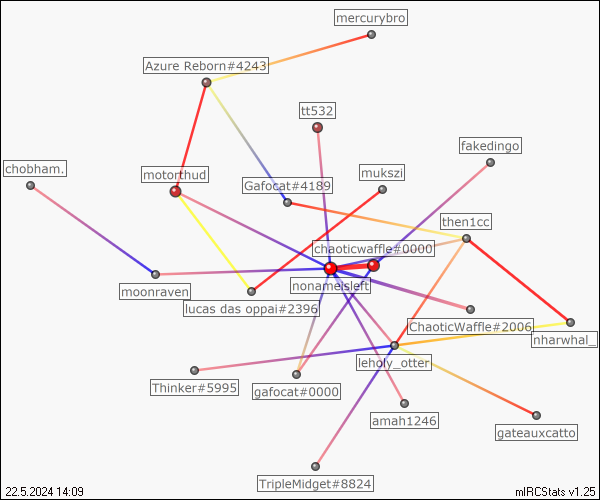 mercurybro
Azure Reborn#4243
tt532
fakedingo
chobham.
motorthud
mukszi
Gafocat#4189
then1cc
chaoticwaffle#0000
moonraven
nonameisleft
lucas das oppai#2396
ChaoticWaffle#2006
nharwhal_
leholy_otter
Thinker#5995
gafocat#0000
amah1246
gateauxcatto
TripleMidget#8824
22.5.2024 14:09
mIRCStats v1.25